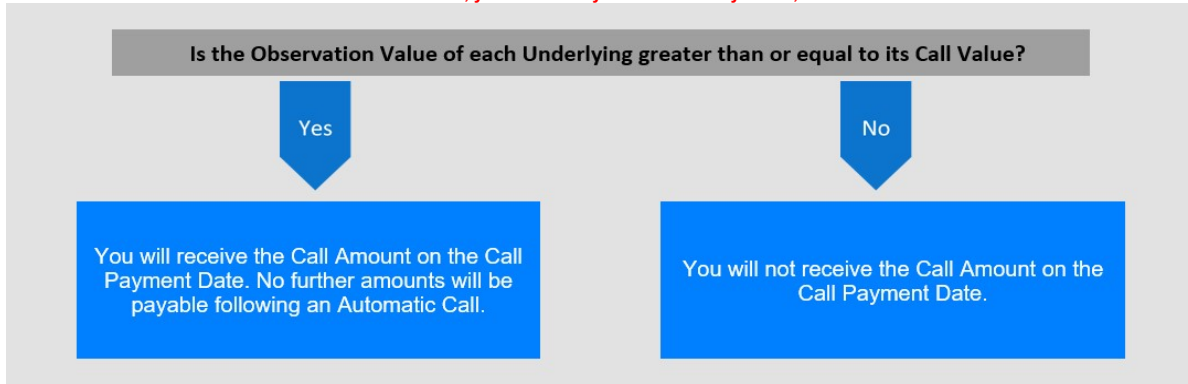 Is the Observation Value of each Underlying greater than or equal to its Call Value?
Yes
No
You will receive the Call Amount on the Call
Payment Date. No further amounts will be
payable following an Automatic Call.
You will not receive the Call Amount on the
Call Payment Date.